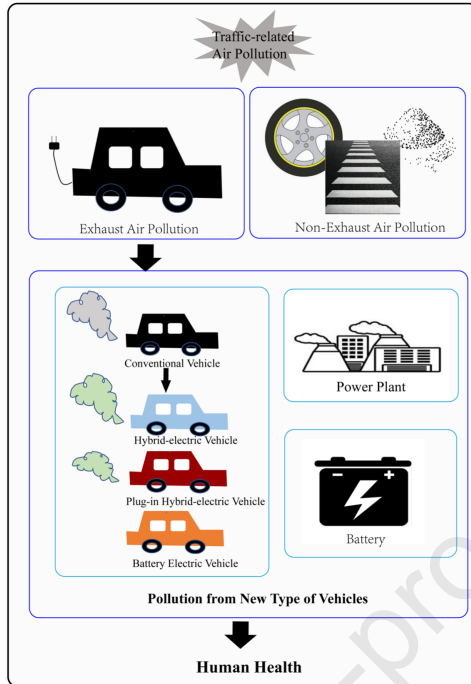 Traffic-related
Air Pollution
Exhaust Air Pollution
Non-Exhaust Air Pollution
Conventional Vehicle
Hybrid-electric Vehicle
Plug-in Hybrid-electric Vehicle
Battery Electric Vehicle
Power Plant
Battery
Pollution from New Type of Vehicles
Human Health
-pro